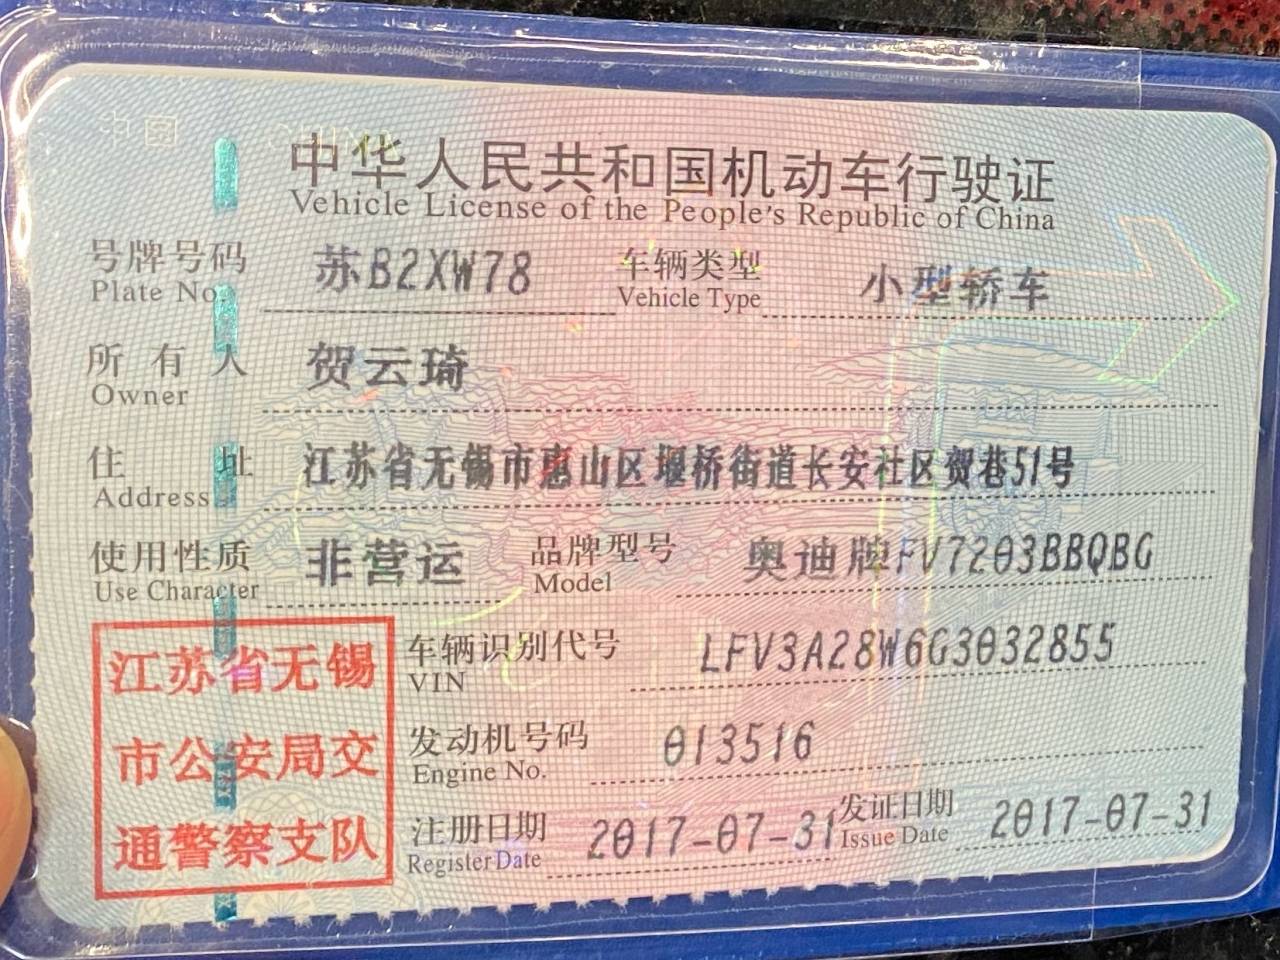 中国 CHINA
中华人民共和国机动车行驶证
Vehicle License of the People's Republic of China
号牌号码 苏B2XW78 车辆类型 小型轿车
Plate No. Vehicle Type
所有人 贺云琦
Owner
住址 江苏省无锡市惠山区堰桥街道长安社区贺巷51号
Address
使用性质 非营运 品牌型号 奥迪牌FV7203BBQBG
Use Character Model
江苏省无锡 车辆识别代号 LFV3A28W6G3032855
VIN
市公安局交 发动机号码 013516
Engine No.
通警察支队 注册日期 2017-07-31 发证日期 2017-07-31
Register Date Issue Date